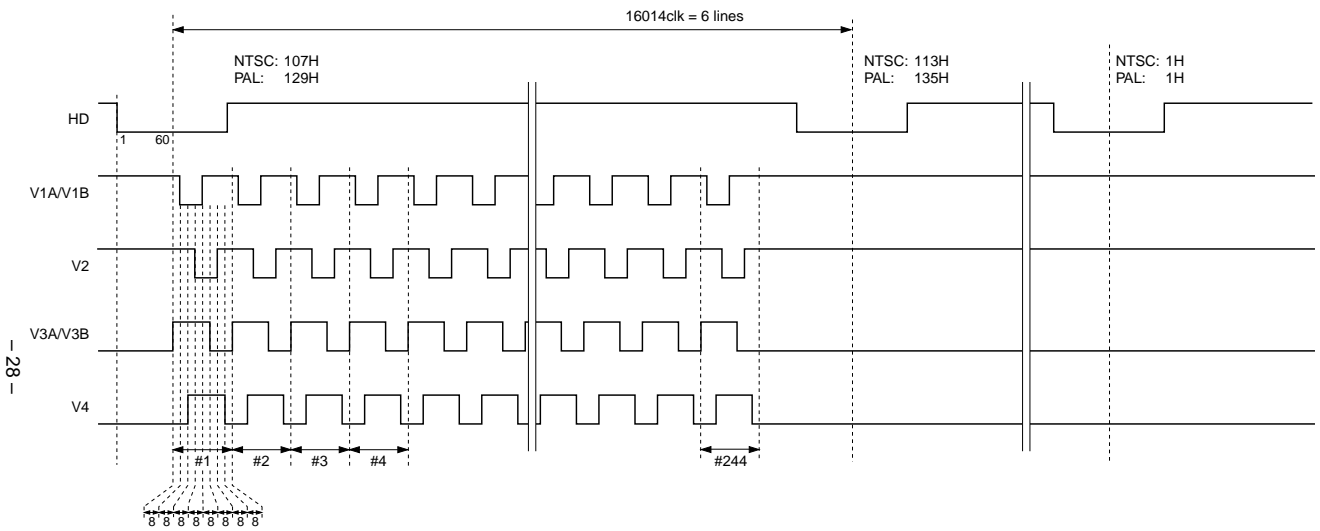 16014clk = 6 lines
NTSC: 107H
PAL: 129H
NTSC: 113H
PAL: 135H
NTSC: 1H
PAL: 1H
HD
1 60
V1A/V1B
V2
V3A/V3B
V4
#1 #2 #3 #4 #244
8 8 8 8 8 8 8 8
– 28 –